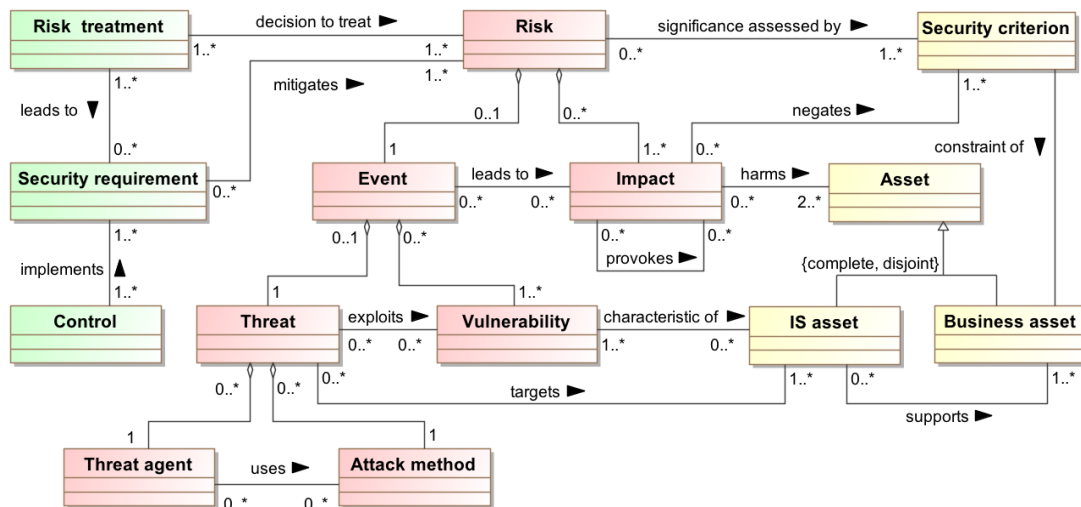 Risk treatment
decision to treat
Risk
significance assessed by
Security criterion
1..*
1..*
0..*
1..*
1..*
mitigates
1..*
1..*
leads to
0..1
0..*
negates
0..*
1
1..*
0..*
constraint of
Security requirement
0..*
Event
leads to
Impact
harms
Asset
0..*
0..*
0..*
2..*
1..*
0..1
0..*
0..*
0..*
provokes
implements
{complete, disjoint}
1..*
1
1..*
Control
Threat
exploits
Vulnerability
characteristic of
IS asset
Business asset
0..*
0..*
1..*
0..*
0..*
0..*
0..*
targets
1..*
0..*
1..*
supports
1
1
Threat agent
uses
Attack method
0..*
0..*